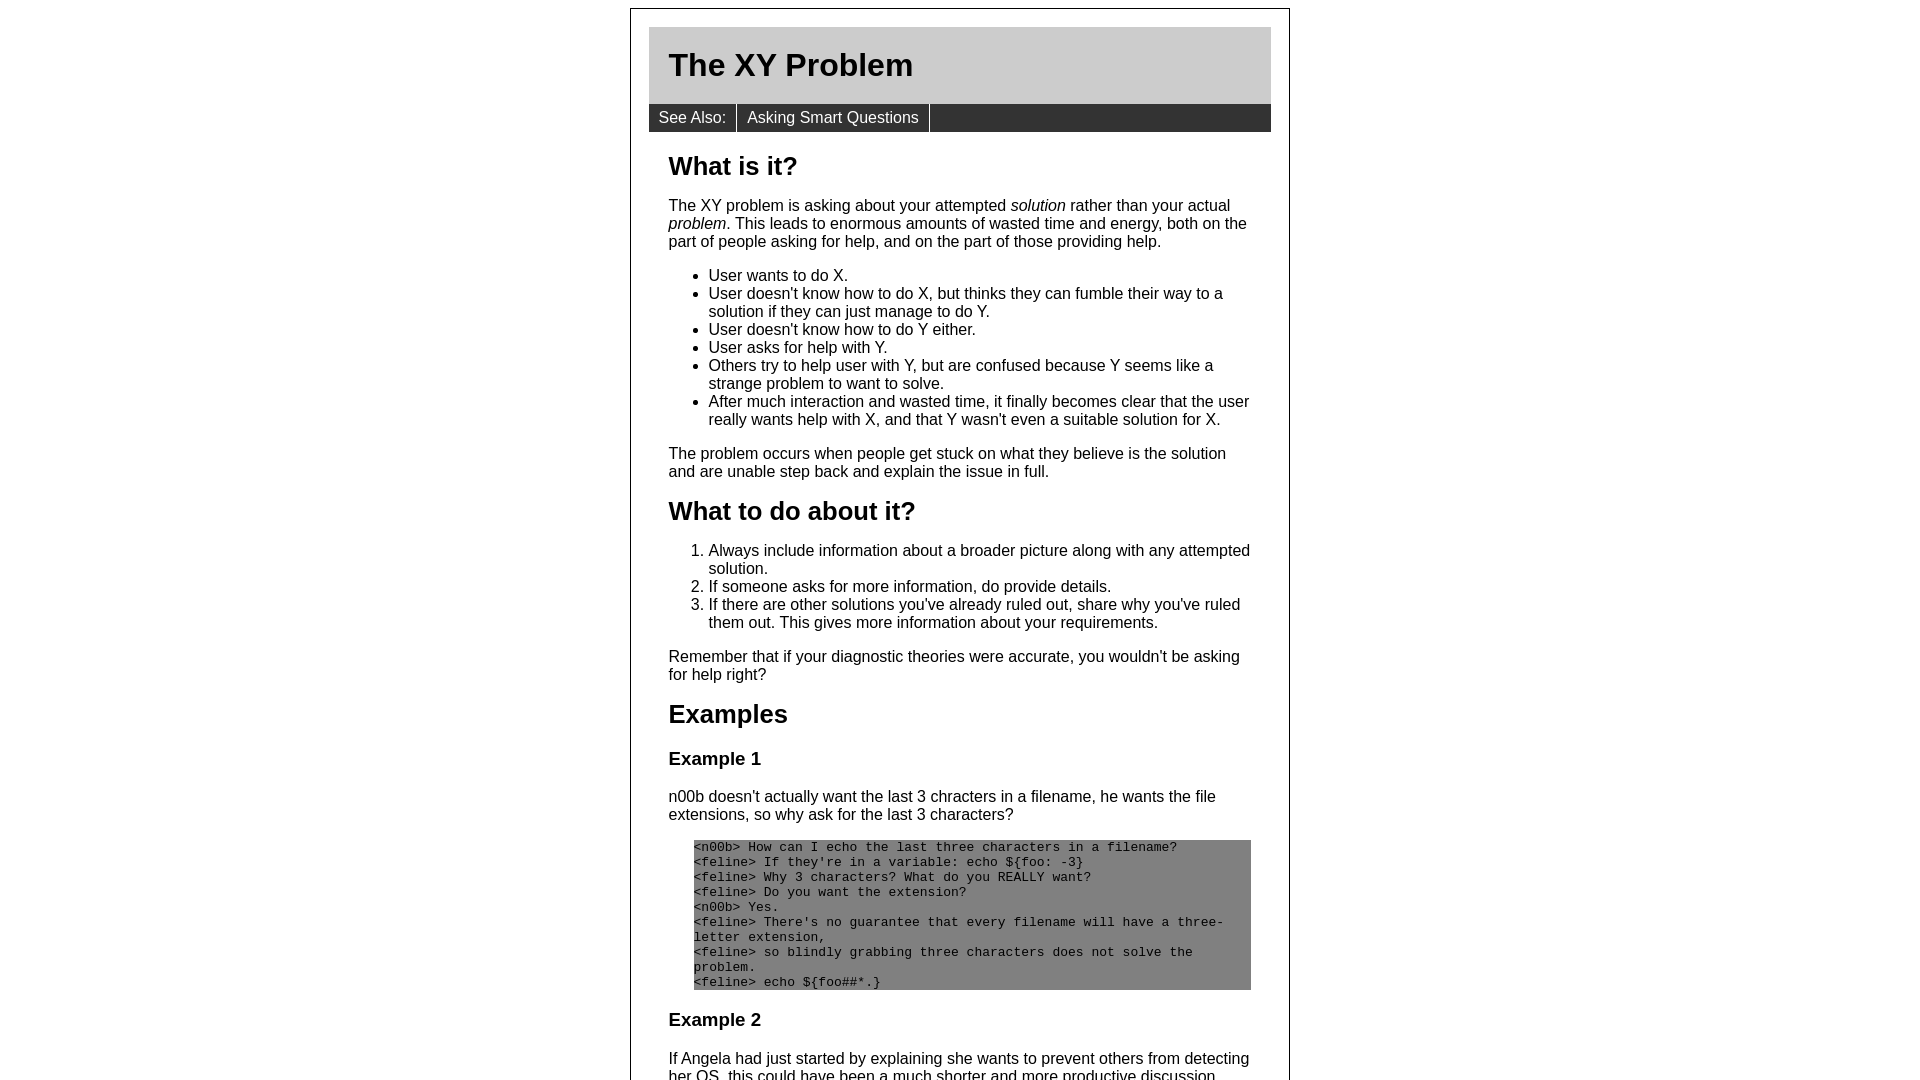 The XY Problem
See Also:
Asking Smart Questions
What is it?
The XY problem is asking about your attempted solution rather than your actual
problem. This leads to enormous amounts of wasted time and energy, both on the
part of people asking for help, and on the part of those providing help.
• User wants to do X.
• User doesn't know how to do X, but thinks they can fumble their way to a
solution if they can just manage to do Y.
• User doesn't know how to do Y either.
• User asks for help with Y.
• Others try to help user with Y, but are confused because Y seems like a
strange problem to want to solve.
• After much interaction and wasted time, it finally becomes clear that the user
really wants help with X, and that Y wasn't even a suitable solution for X.
The problem occurs when people get stuck on what they believe is the solution
and are unable step back and explain the issue in full.
What to do about it?
1. Always include information about a broader picture along with any attempted
solution.
2. If someone asks for more information, do provide details.
3. If there are other solutions you've already ruled out, share why you've ruled
them out. This gives more information about your requirements.
Remember that if your diagnostic theories were accurate, you wouldn't be asking
for help right?
Examples
Example 1
n00b doesn't actually want the last 3 chracters in a filename, he wants the file
extensions, so why ask for the last 3 characters?
<n00b> How can I echo the last three characters in a filename?
<feline> If they're in a variable: echo ${foo: -3}
<feline> Why 3 characters? What do you REALLY want?
<feline> Do you want the extension?
<n00b> Yes.
<feline> There's no guarantee that every filename will have a three-
letter extension,
<feline> so blindly grabbing three characters does not solve the
problem.
<feline> echo ${foo##*.}
Example 2
If Angela had just started by explaining she wants to prevent others from detecting
her OS, this could have been a much shorter and more productive discussion.